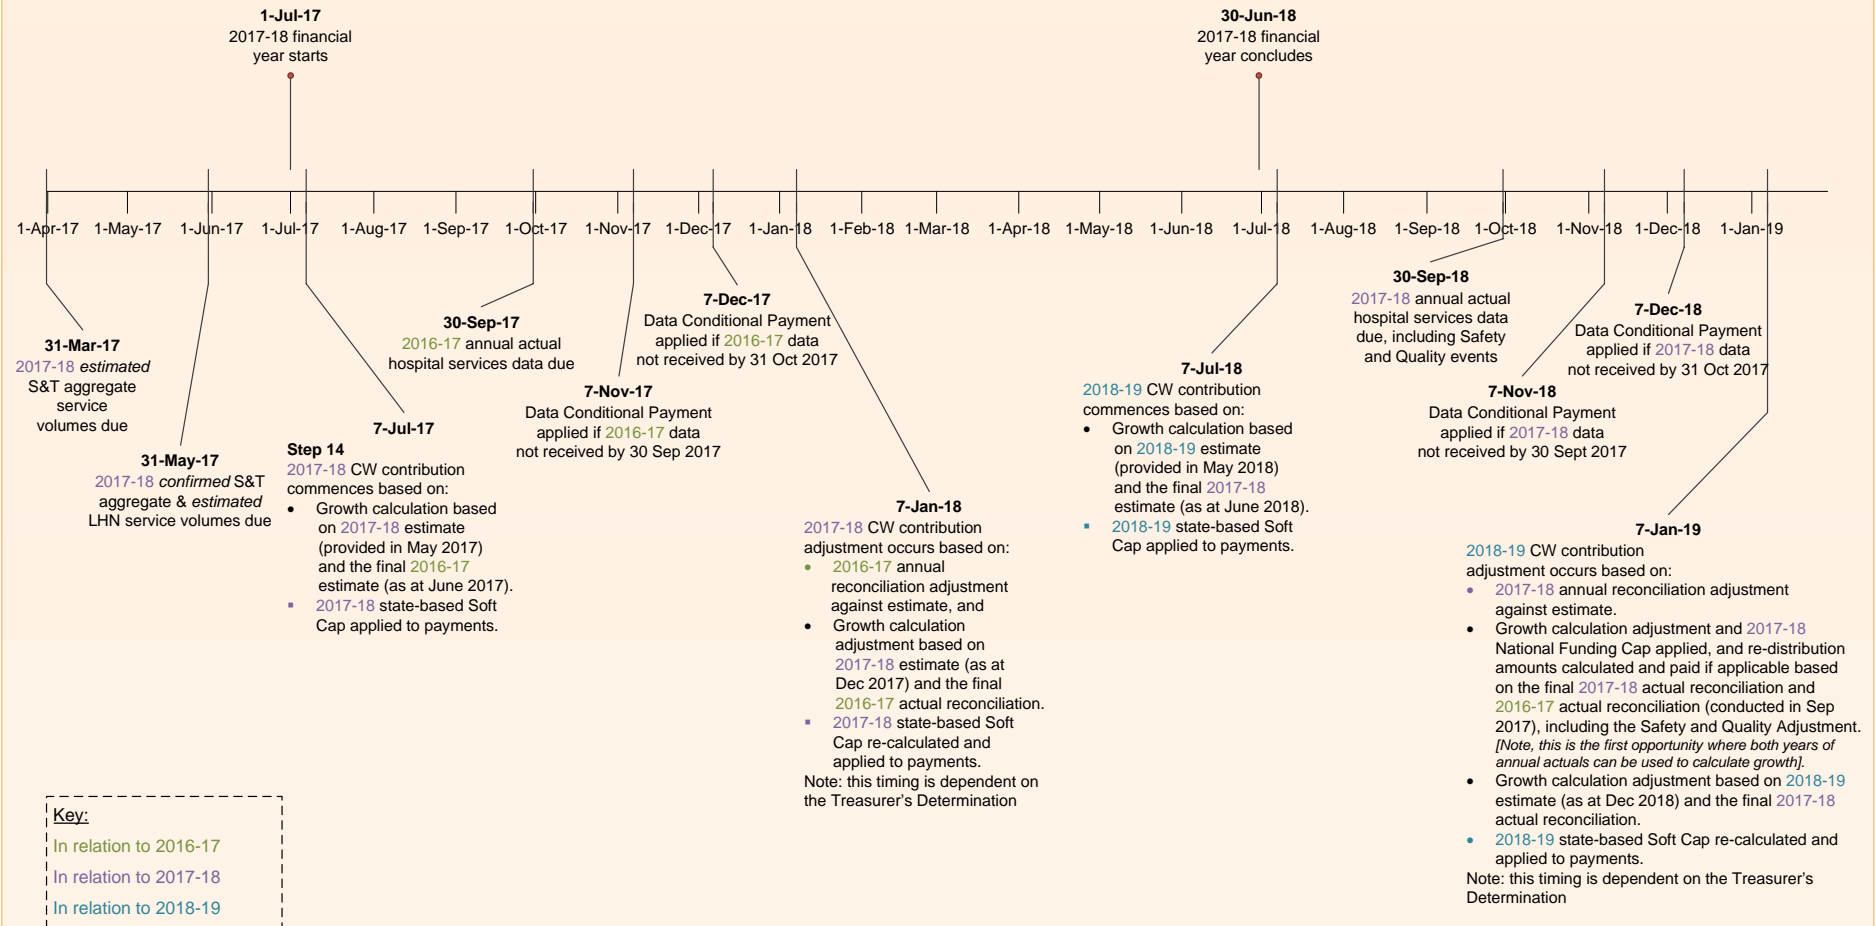 1-Jul-17
2017-18 financial
year starts
30-Jun-18
2017-18 financial
year concludes
1-Apr-17
1-May-17
1-Jun-17
1-Jul-17
1-Aug-17
1-Sep-17
1-Oct-17
1-Nov-17
1-Dec-17
1-Jan-18
1-Feb-18
1-Mar-18
1-Apr-18
1-May-18
1-Jun-18
1-Jul-18
1-Aug-18
1-Sep-18
1-Oct-18
1-Nov-18
1-Dec-18
1-Jan-19
31-Mar-17
2017-18 estimated
S&T aggregate
service
volumes due
31-May-17
2017-18 confirmed S&T
aggregate & estimated
LHN service volumes due
7-Jul-17
Step 14
2017-18 CW contribution
commences based on:
• Growth calculation based
on 2017-18 estimate
(provided in May 2017)
and the final 2016-17
estimate (as at June 2017).
▪ 2017-18 state-based Soft
Cap applied to payments.
30-Sep-17
2016-17 annual actual
hospital services data due
7-Nov-17
Data Conditional Payment
applied if 2016-17 data
not received by 30 Sep 2017
7-Dec-17
Data Conditional Payment
applied if 2016-17 data
not received by 31 Oct 2017
7-Jan-18
2017-18 CW contribution
adjustment occurs based on:
• 2016-17 annual
reconciliation adjustment
against estimate, and
• Growth calculation
adjustment based on
2017-18 estimate (as at
Dec 2017) and the final
2016-17 actual reconciliation.
▪ 2017-18 state-based Soft
Cap re-calculated and
applied to payments.
Note: this timing is dependent on
the Treasurer's Determination
7-Jul-18
2018-19 CW contribution
commences based on:
• Growth calculation based
on 2018-19 estimate
(provided in May 2018)
and the final 2017-18
estimate (as at June 2018).
▪ 2018-19 state-based Soft
Cap applied to payments.
30-Sep-18
2017-18 annual actual
hospital services data
due, including Safety
and Quality events
7-Nov-18
Data Conditional Payment
applied if 2017-18 data
not received by 30 Sept 2017
7-Dec-18
Data Conditional Payment
applied if 2017-18 data
not received by 31 Oct 2017
7-Jan-19
2018-19 CW contribution
adjustment occurs based on:
• 2017-18 annual reconciliation adjustment
against estimate.
• Growth calculation adjustment and 2017-18
National Funding Cap applied, and re-distribution
amounts calculated and paid if applicable based
on the final 2017-18 actual reconciliation and
2016-17 actual reconciliation (conducted in Sep
2017), including the Safety and Quality Adjustment.
[Note, this is the first opportunity where both years of
annual actuals can be used to calculate growth].
• Growth calculation adjustment based on 2018-19
estimate (as at Dec 2018) and the final 2017-18
actual reconciliation.
• 2018-19 state-based Soft Cap re-calculated and
applied to payments.
Note: this timing is dependent on the Treasurer's
Determination
Key:
In relation to 2016-17
In relation to 2017-18
In relation to 2018-19